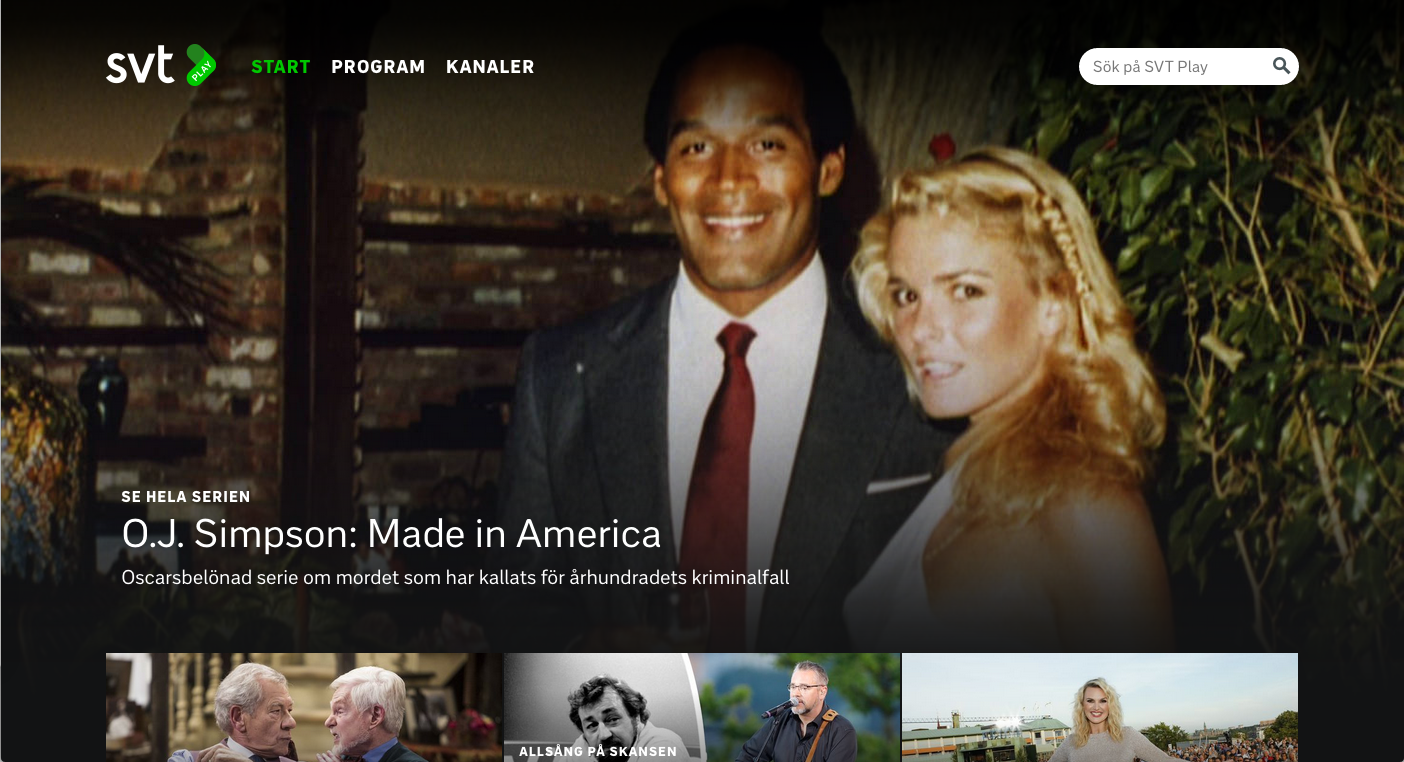 svt PLAY
START PROGRAM KANALER
Sök på SVT Play
SE HELA SERIEN
O.J. Simpson: Made in America
Oscarsbelönad serie om mordet som har kallats för århundradets kriminalfall
ALLSÅNG PÅ SKANSEN